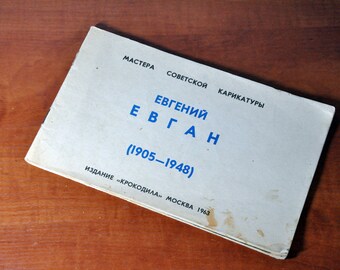 МАСТЕРА СОВЕТСКОЙ КАРИКАТУРЫ
ЕВГЕНИЙ
ЕВГАН
(1905—1948)
ИЗДАНИЕ „КРОКОДИЛА" МОСКВА 1963